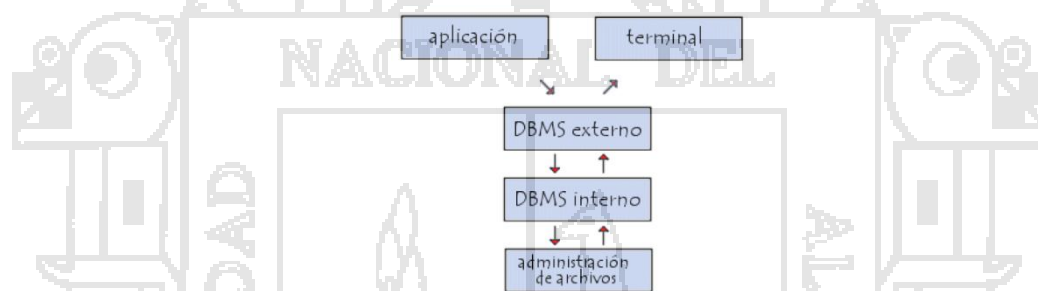 aplicación
terminal
NACIONAL DEL
DBMS externo
DBMS interno
administración
de archivos